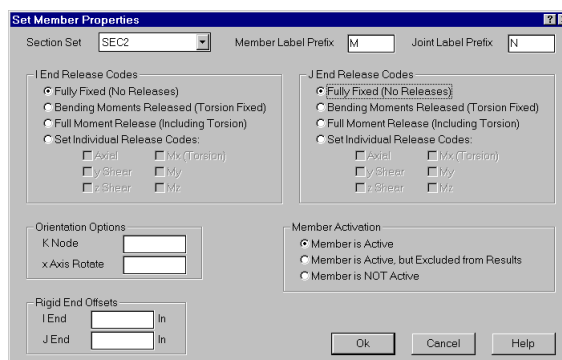 Set Member Properties
Section Set SEC2 Member Label Prefix M Joint Label Prefix N
I End Release Codes
Fully Fixed (No Releases)
Bending Moments Released (Torsion Fixed)
Full Moment Release (Including Torsion)
Set Individual Release Codes:
Axial Mx (Torsion)
y Sheer My
z Sheer Mz
J End Release Codes
Fully Fixed (No Releases)
Bending Moments Released (Torsion Fixed)
Full Moment Release (Including Torsion)
Set Individual Release Codes:
Axial Mx (Torsion)
y Sheer My
z Sheer Mz
Orientation Options
K Node
x Axis Rotate
Member Activation
Member is Active
Member is Active, but Excluded from Results
Member is NOT Active
Rigid End Offsets
I End In
J End In
Ok Cancel Help